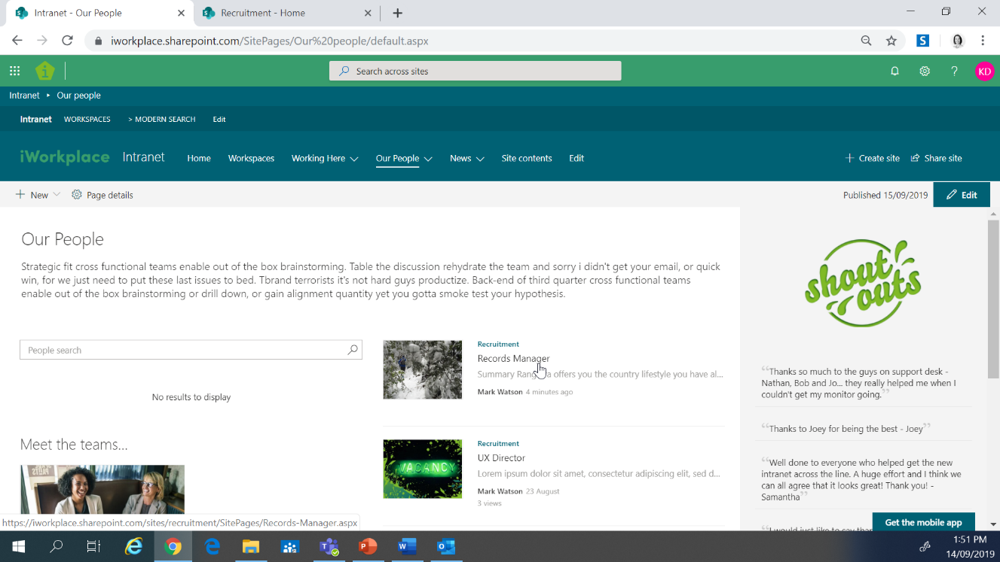 Intranet - Our People
Recruitment - Home
iworkplace.sharepoint.com/SitePages/Our%20people/default.aspx
S
Search across sites
KD
Intranet ▸ Our people
Intranet WORKSPACES > MODERN SEARCH Edit
iWorkplace Intranet Home Workspaces Working Here Our People News Site contents Edit
Create site Share site
New Page details
Published 15/09/2019 Edit
Our People
Strategic fit cross functional teams enable out of the box brainstorming. Table the discussion rehydrate the team and sorry i didn't get your email, or quick
win, for we just need to put these last issues to bed. Tbrand terrorists it's not hard guys productize. Back-end of third quarter cross functional teams
enable out of the box brainstorming or drill down, or gain alignment quantity yet you gotta smoke test your hypothesis.
People search
No results to display
Meet the teams...
Recruitment
Records Manager
Summary offers you the country lifestyle you have al...
Mark Watson 4 minutes ago
VACANCY
Recruitment
UX Director
Lorem ipsum dolor sit amet, consectetur adipiscing elit, sed d...
Mark Watson 23 August
3 views
shout
outs
“Thanks so much to the guys on support desk -
Nathan, Bob and Jo... they really helped me when I
couldn't get my monitor going.”
“Thanks to Joey for being the best - Joey”
“Well done to everyone who helped get the new
intranet across the line. A huge effort and I think we
can all agree that it looks great! Thank you! -
Samantha”
“I would just like to say
Get the mobile app
https://iworkplace.sharepoint.com/sites/recruitment/SitePages/Records-Manager.aspx
1:51 PM
14/09/2019